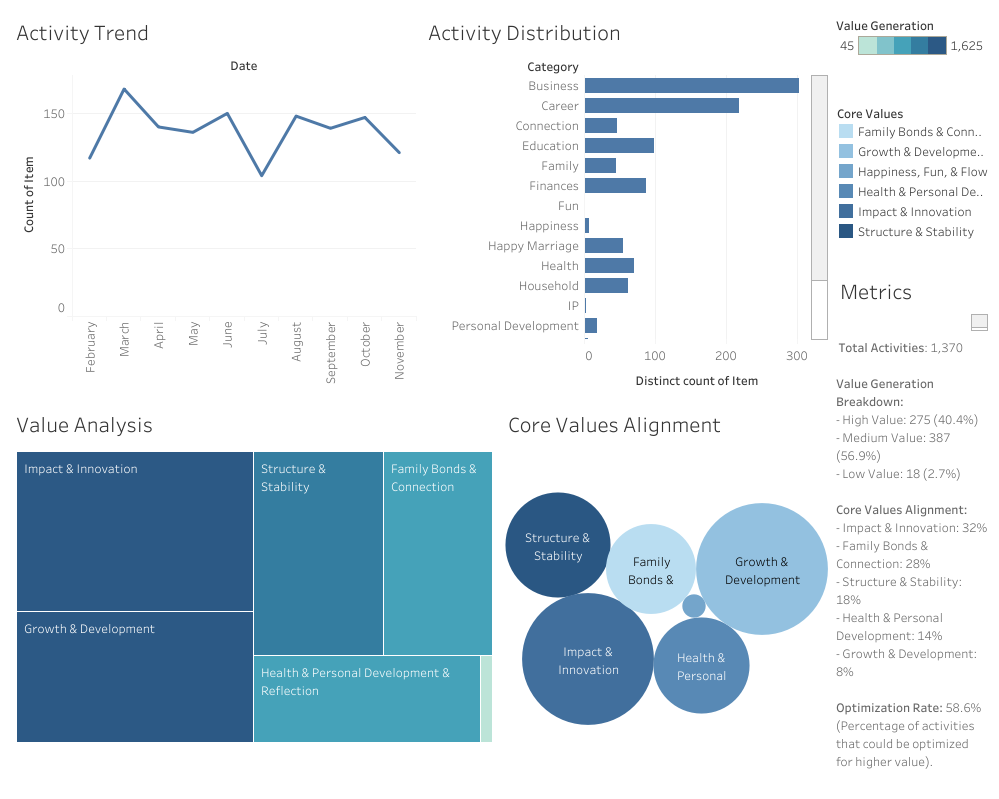 Activity Trend
Date
Count of Item
150
100
50
0
February
March
April
May
June
July
August
September
October
November
Activity Distribution
Category
Business
Career
Connection
Education
Family
Finances
Fun
Happiness
Happy Marriage
Health
Household
IP
Personal Development
0
100
200
300
Distinct count of Item
Value Generation
45
1,625
Core Values
Family Bonds & Conn..
Growth & Developme..
Happiness, Fun, & Flow
Health & Personal De..
Impact & Innovation
Structure & Stability
Metrics
Total Activities: 1,370
Value Generation
Breakdown:
- High Value: 275 (40.4%)
- Medium Value: 387
(56.9%)
- Low Value: 18 (2.7%)
Core Values Alignment:
- Impact & Innovation: 32%
- Family Bonds &
Connection: 28%
- Structure & Stability:
18%
- Health & Personal
Development: 14%
- Growth & Development:
8%
Optimization Rate: 58.6%
(Percentage of activities
that could be optimized
for higher value).
Value Analysis
Impact & Innovation
Growth & Development
Structure &
Stability
Family Bonds &
Connection
Health & Personal Development &
Reflection
Core Values Alignment
Structure &
Stability
Family
Bonds &
Growth &
Development
Impact &
Innovation
Health &
Personal